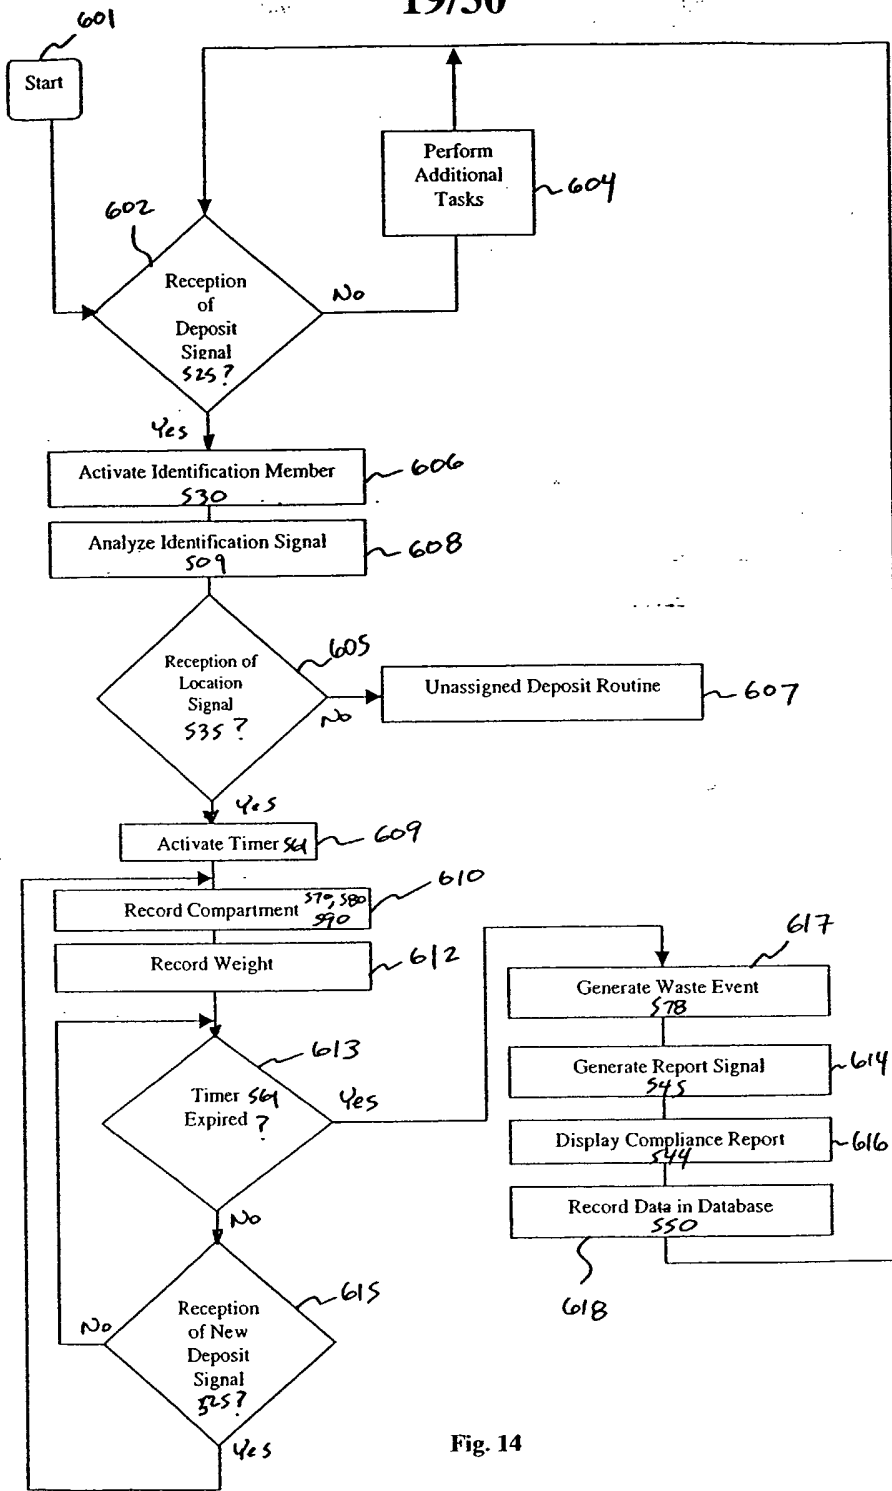 19/30
601
Start
Perform
Additional
Tasks
604
602
Reception
of
Deposit
Signal
525?
No
Yes
Activate Identification Member
530
606
Analyze Identification Signal
509
608
605
Reception of
Location
Signal
535?
No
Unassigned Deposit Routine
607
Yes
Activate Timer 561
609
Record Compartment 570, 580
590
610
Record Weight
612
617
Generate Waste Event
578
613
Timer 561
Expired
?
Yes
Generate Report Signal
545
614
Display Compliance Report
544
616
Record Data in Database
550
618
No
615
Reception
of New
Deposit
Signal
525?
No
Yes
Fig. 14